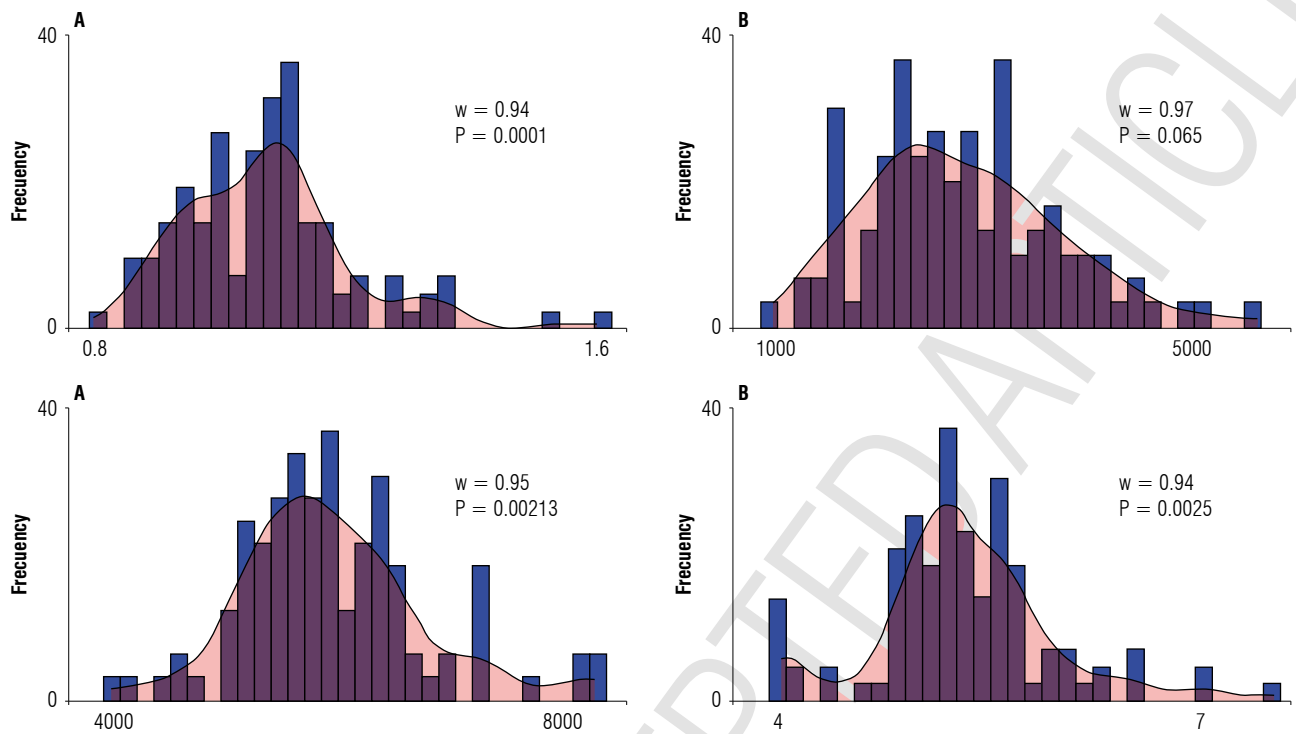 A
40
Frecuency
w = 0.94
P = 0.0001
0
0.8
1.6
B
40
Frecuency
w = 0.97
P = 0.065
0
1000
5000
A
40
Frecuency
w = 0.95
P = 0.00213
0
4000
8000
B
40
Frecuency
w = 0.94
P = 0.0025
0
4
7
PTED ARTICL